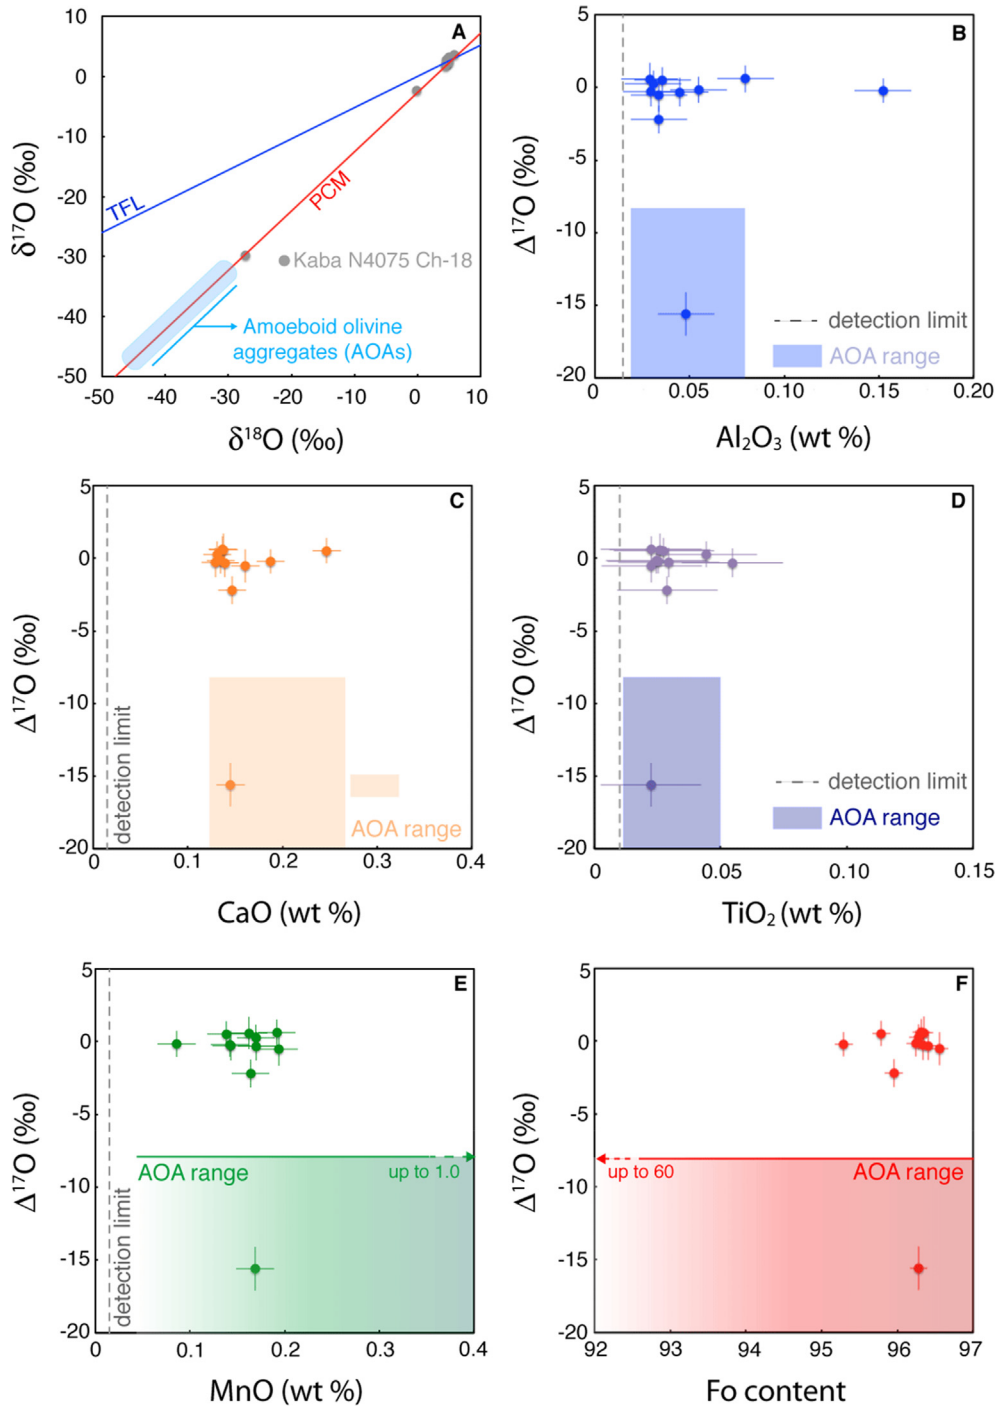 A
10
0
-10
-20
-30
-40
-50
-50
-40
-30
-20
-10
0
10
δ¹⁷O (‰)
δ¹⁸O (‰)
TFL
PCM
Kaba N4075 Ch-18
Amoeboid olivine
aggregates (AOAs)
B
5
0
-5
-10
-15
-20
0
0.05
0.10
0.15
0.20
Δ¹⁷O (‰)
Al₂O₃ (wt %)
detection limit
AOA range
C
5
0
-5
-10
-15
-20
0
0.1
0.2
0.3
0.4
Δ¹⁷O (‰)
CaO (wt %)
detection limit
AOA range
D
5
0
-5
-10
-15
-20
0
0.05
0.10
0.15
Δ¹⁷O (‰)
TiO₂ (wt %)
detection limit
AOA range
E
5
0
-5
-10
-15
-20
0
0.1
0.2
0.3
0.4
Δ¹⁷O (‰)
MnO (wt %)
detection limit
AOA range
up to 1.0
F
5
0
-5
-10
-15
-20
92
93
94
95
96
97
Δ¹⁷O (‰)
Fo content
up to 60
AOA range